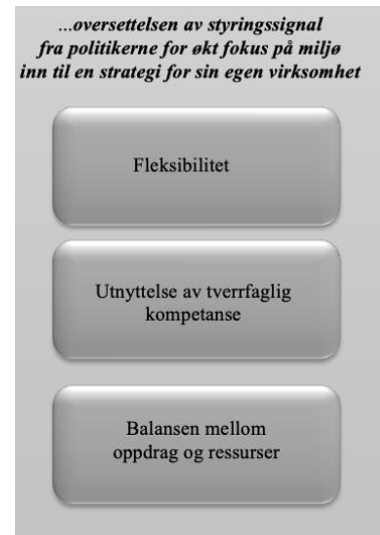 ...oversettelsen av styringssignal
fra politikerne for økt fokus på miljø
inn til en strategi for sin egen virksomhet
Fleksibilitet
Utnyttelse av tverrfaglig
kompetanse
Balansen mellom
oppdrag og ressurser